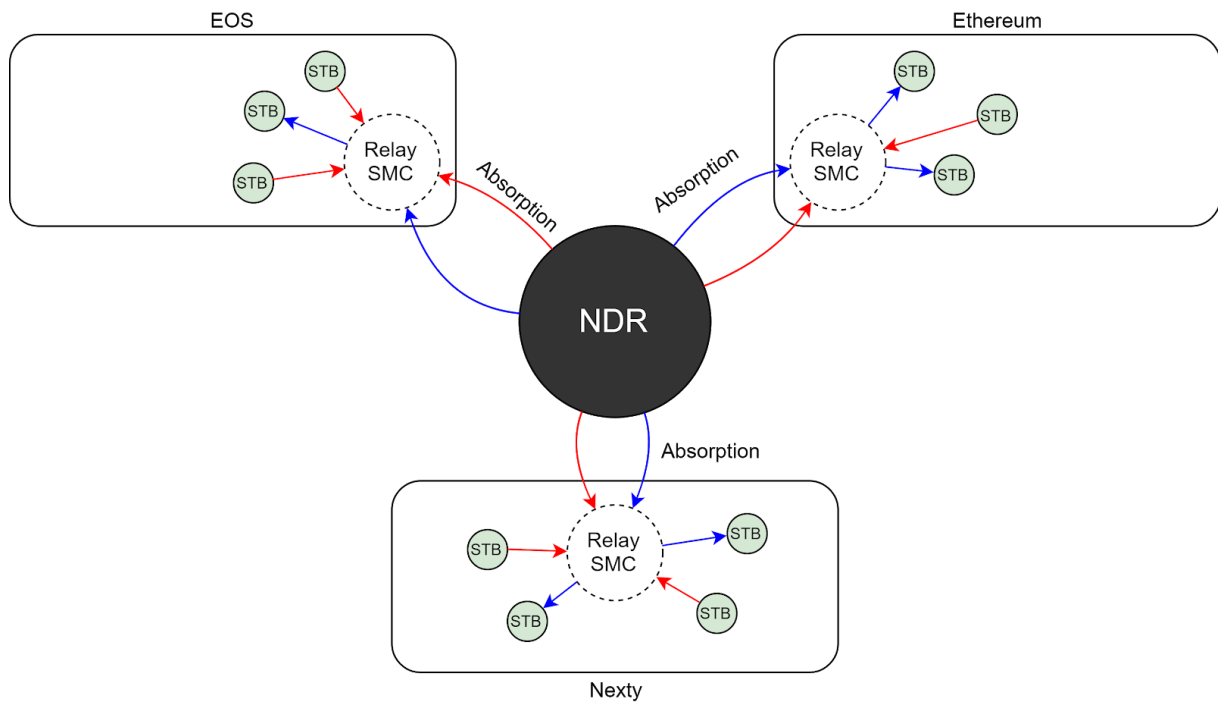 EOS
STB
STB
STB
Relay
SMC
Absorption
Ethereum
STB
STB
STB
Relay
SMC
Absorption
NDR
Absorption
STB
STB
STB
STB
Relay
SMC
Nexty